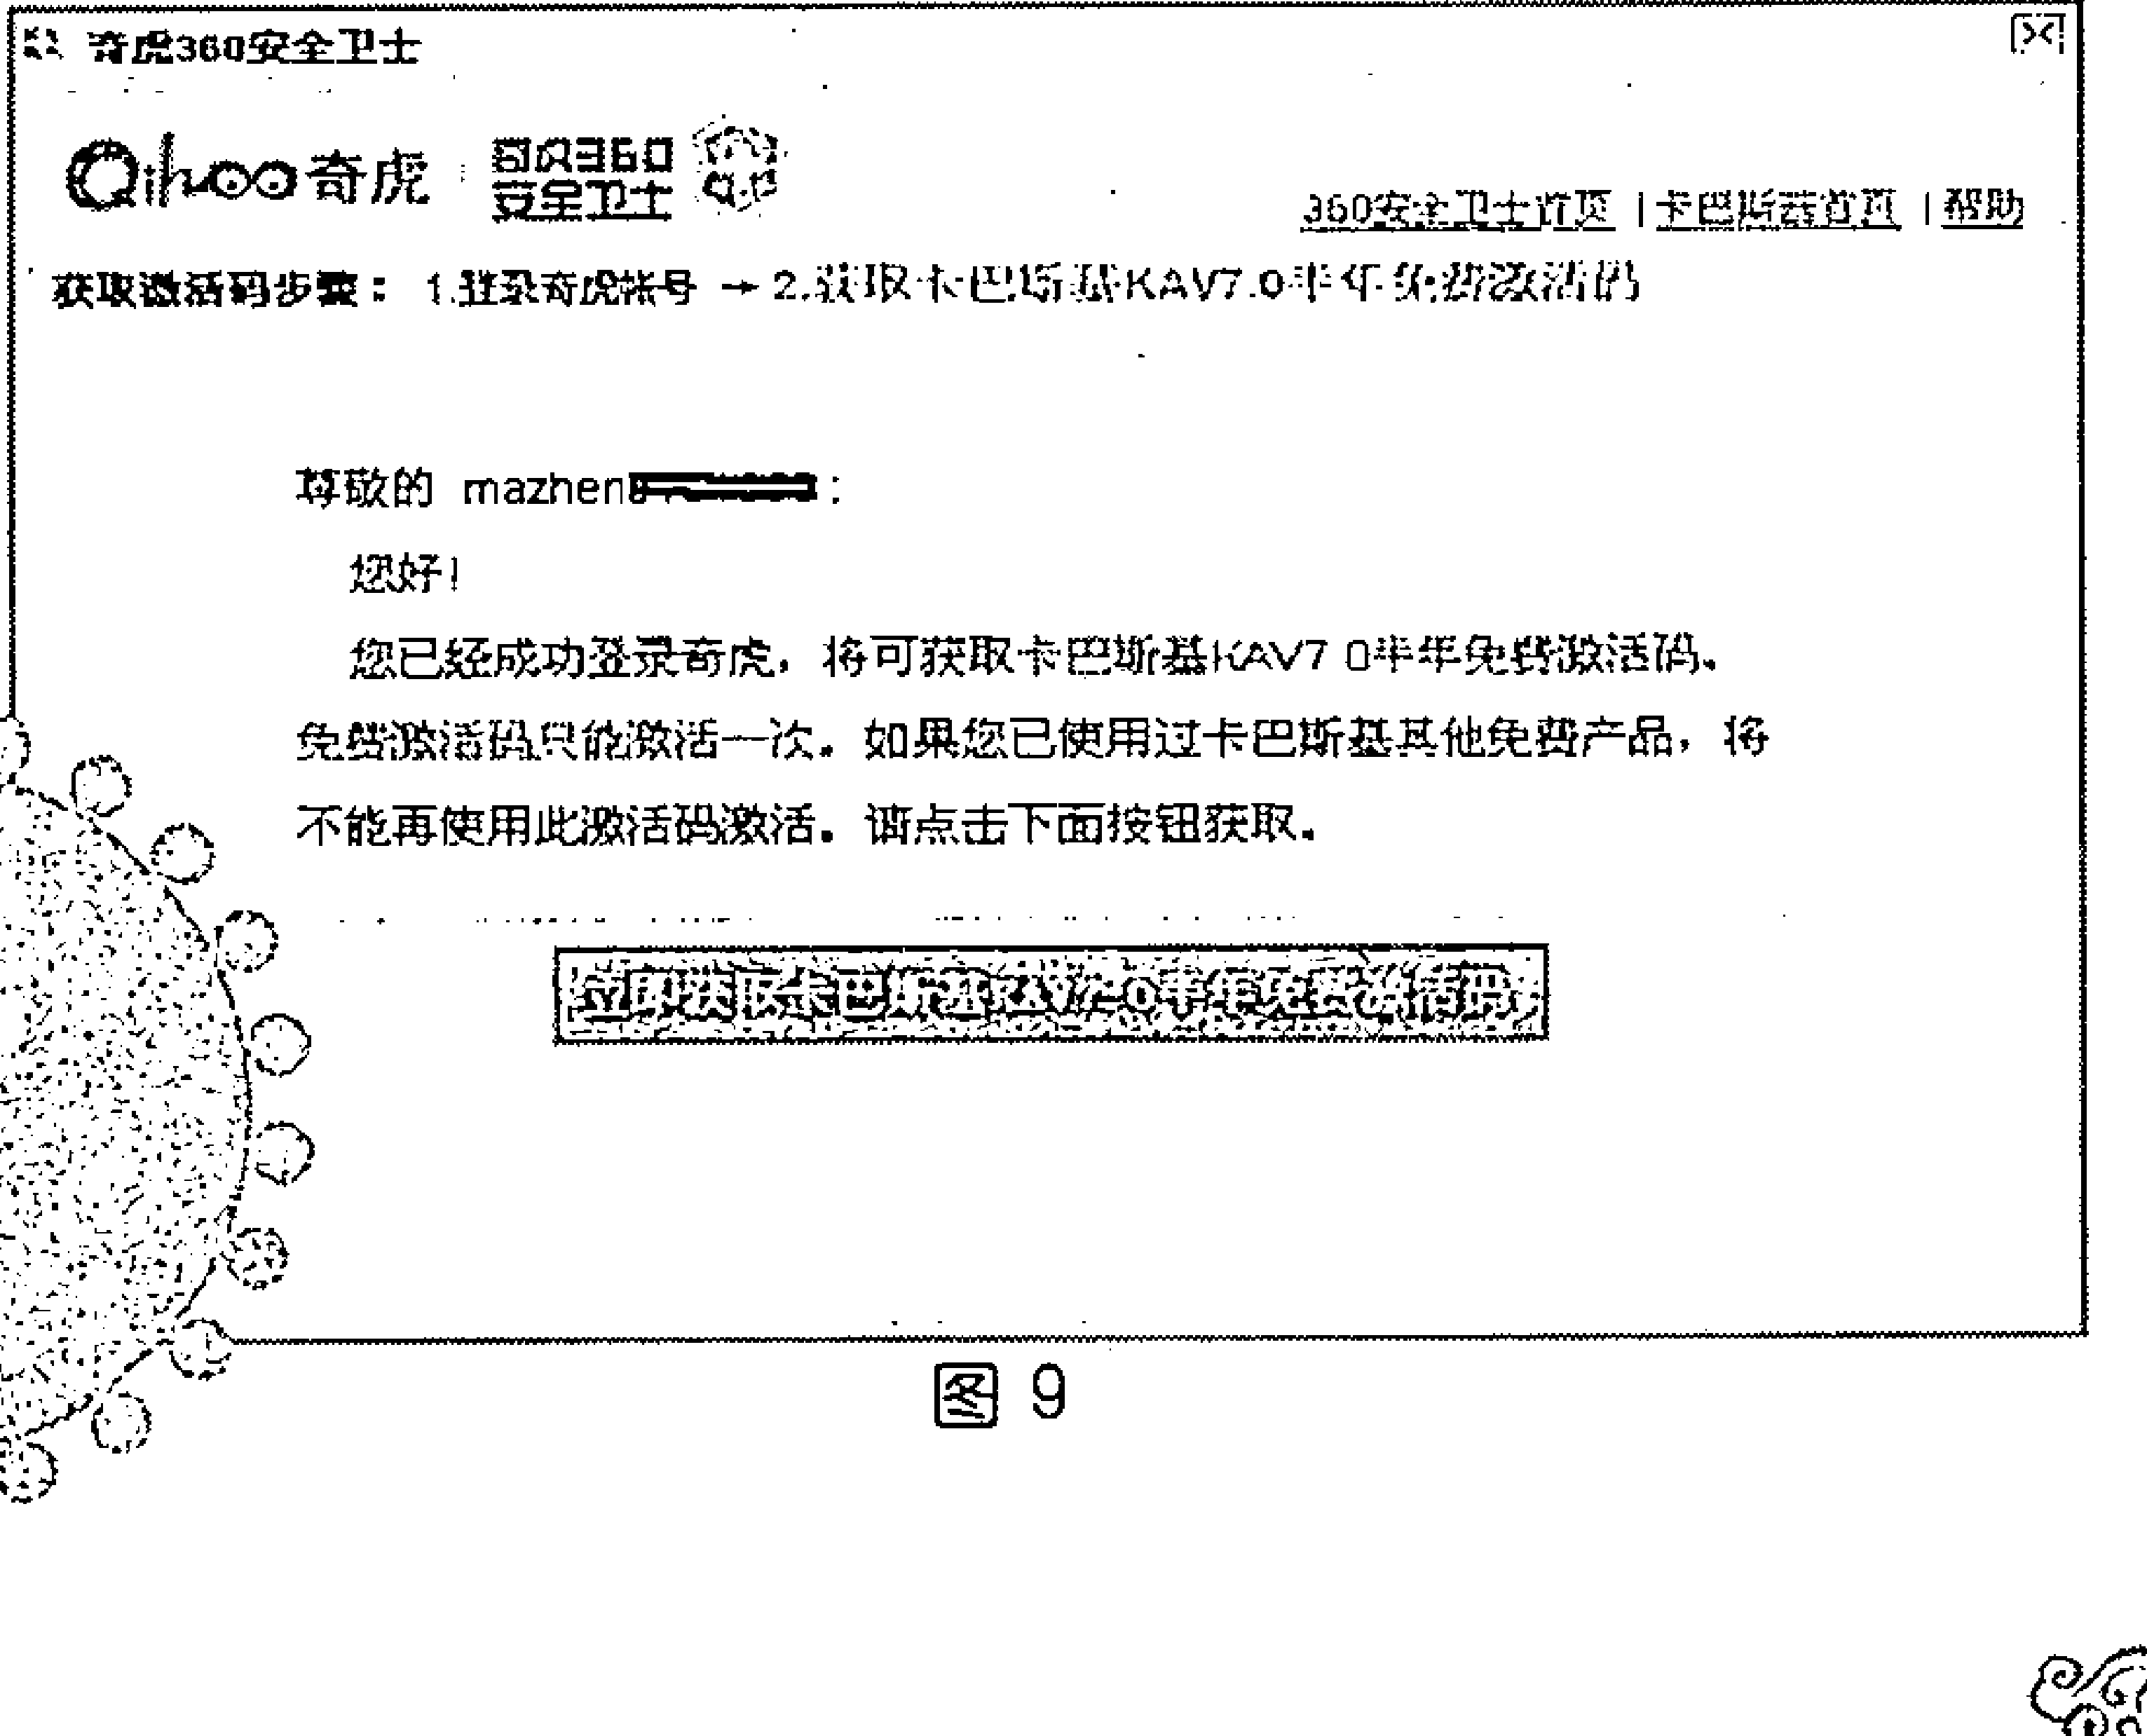 奇虎360安全卫士
Qihoo奇虎 奇虎360
安全卫士
360安全卫士首页 | 卡巴斯基首页 | 帮助
获取激活码步骤： 1.登录奇虎帐号 → 2.获取卡巴斯基KAV7.0半年免费激活码
尊敬的 mazhen :
您好！
您已经成功登录奇虎，将可获取卡巴斯基KAV7.0半年免费激活码。
免费激活码只能激活一次。如果您已使用过卡巴斯基其他免费产品，将
不能再使用此激活码激活。请点击下面按钮获取。
立即获取卡巴斯基KAV7.0半年免费激活码
图 9